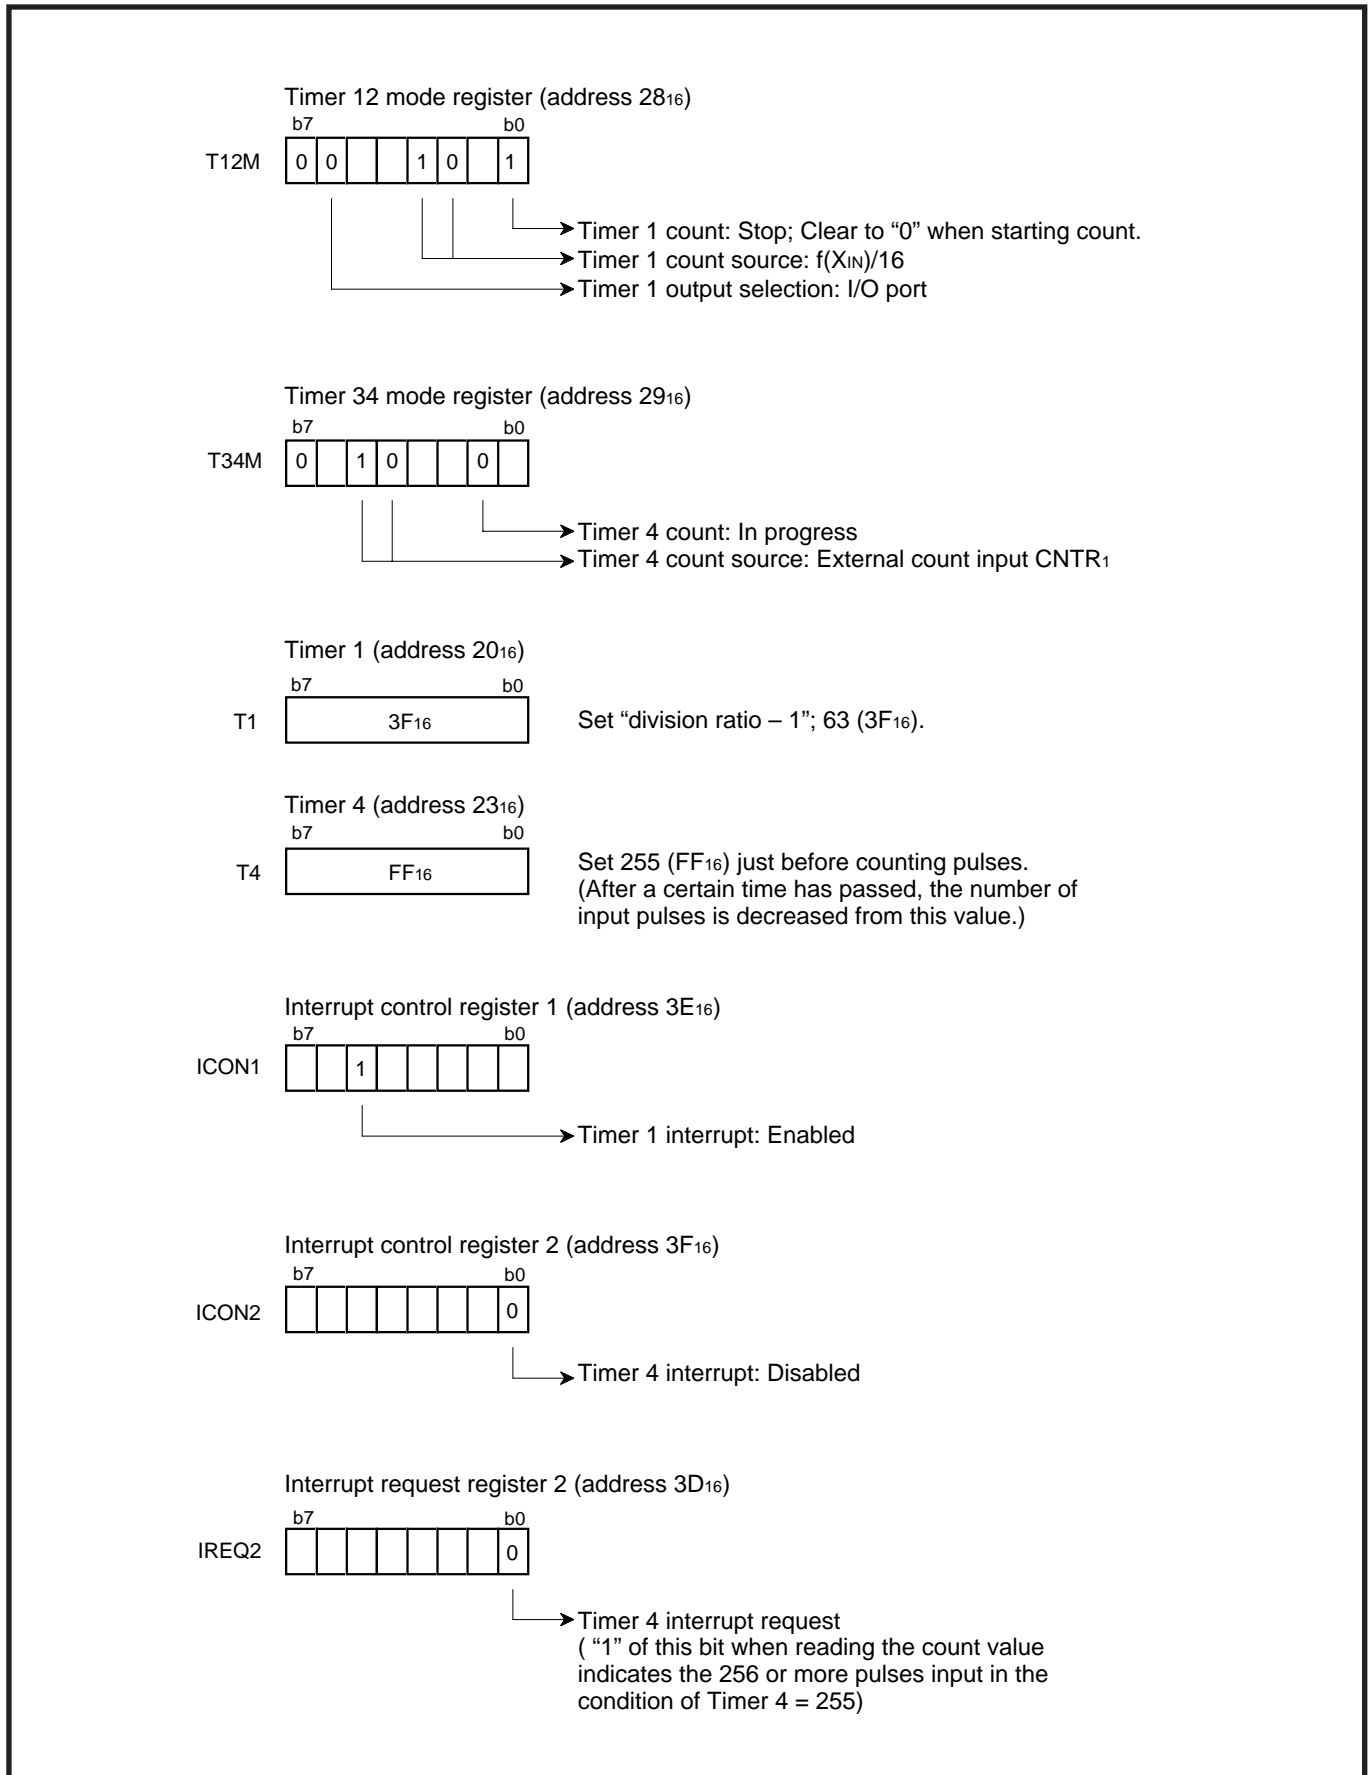 Timer 12 mode register (address 28₁₆)
b7 b0
T12M 0 0 1 0 1
Timer 1 count: Stop; Clear to “0” when starting count.
Timer 1 count source: f(XIN)/16
Timer 1 output selection: I/O port
Timer 34 mode register (address 29₁₆)
b7 b0
T34M 0 1 0 0
Timer 4 count: In progress
Timer 4 count source: External count input CNTR₁
Timer 1 (address 20₁₆)
b7 b0
T1 3F₁₆ Set “division ratio – 1”; 63 (3F₁₆).
Timer 4 (address 23₁₆)
b7 b0
T4 FF₁₆ Set 255 (FF₁₆) just before counting pulses.
(After a certain time has passed, the number of
input pulses is decreased from this value.)
Interrupt control register 1 (address 3E₁₆)
b7 b0
ICON1 1
Timer 1 interrupt: Enabled
Interrupt control register 2 (address 3F₁₆)
b7 b0
ICON2 0
Timer 4 interrupt: Disabled
Interrupt request register 2 (address 3D₁₆)
b7 b0
IREQ2 0
Timer 4 interrupt request
( “1” of this bit when reading the count value
indicates the 256 or more pulses input in the
condition of Timer 4 = 255)